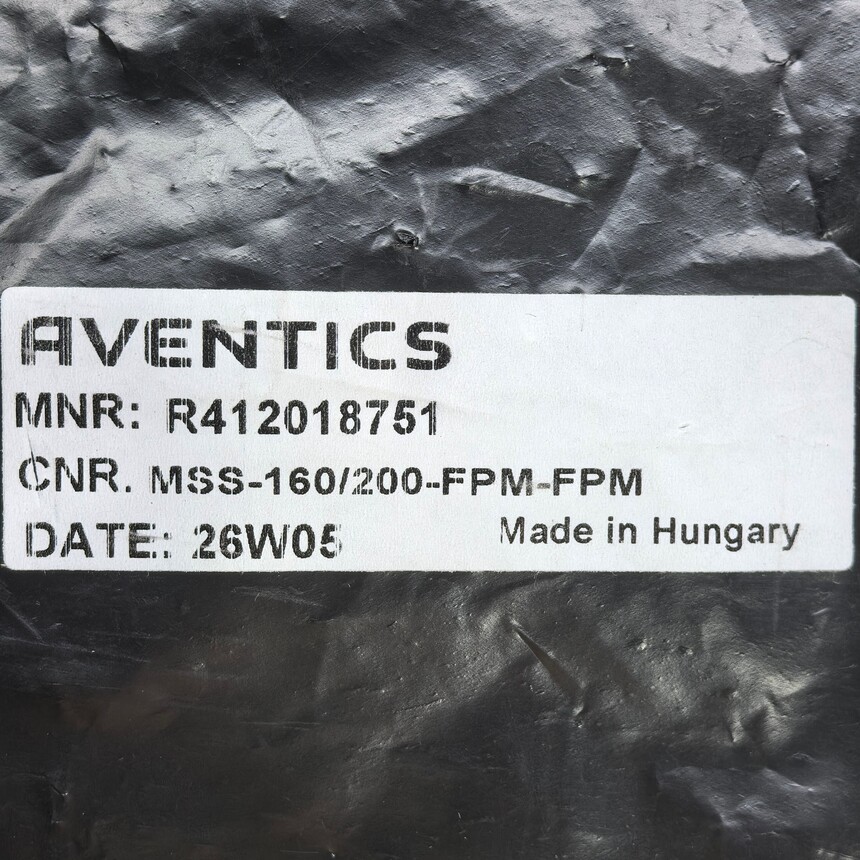 AVENTICS
MNR: R412018751
CNR. MSS-160/200-FPM-FPM
DATE: 26W05 Made in Hungary